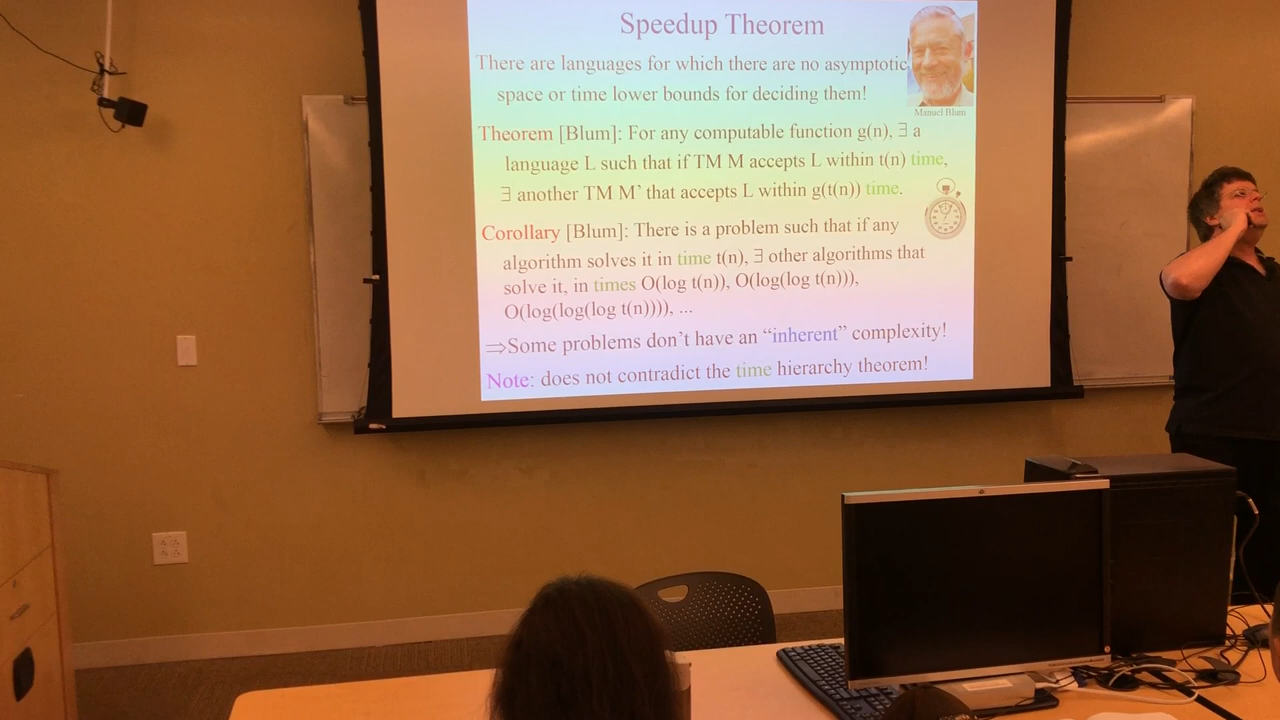 Speedup Theorem
There are languages for which there are no asymptotic
space or time lower bounds for deciding them!
Manuel Blum
Theorem [Blum]: For any computable function g(n), ∃ a
language L such that if TM M accepts L within t(n) time,
∃ another TM M’ that accepts L within g(t(n)) time.
Corollary [Blum]: There is a problem such that if any
algorithm solves it in time t(n), ∃ other algorithms that
solve it, in times O(log t(n)), O(log(log t(n))),
O(log(log(log t(n)))), ...
⇒Some problems don’t have an “inherent” complexity!
Note: does not contradict the time hierarchy theorem!